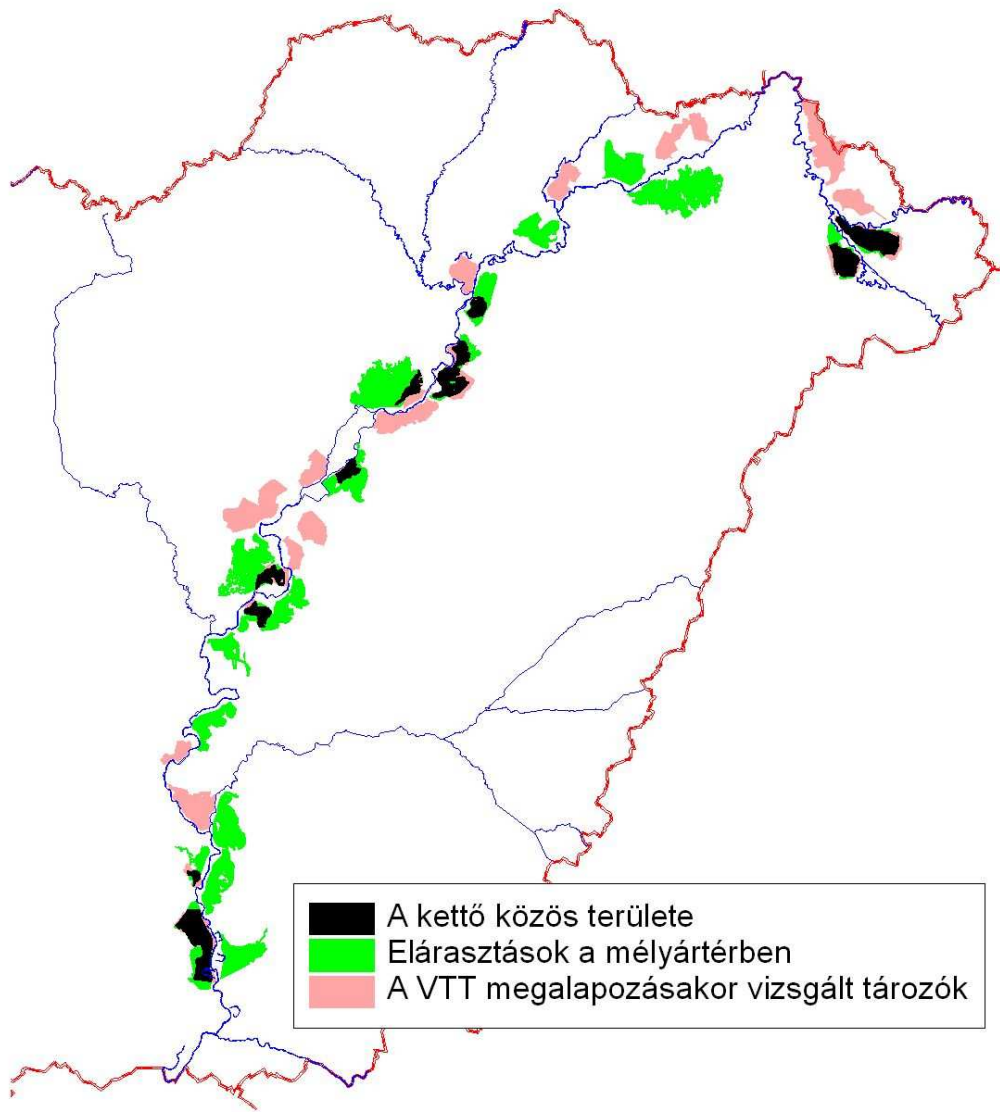 A kettő közös területe
Elárasztások a mélyártérben
A VTT megalapozásakor vizsgált tározók